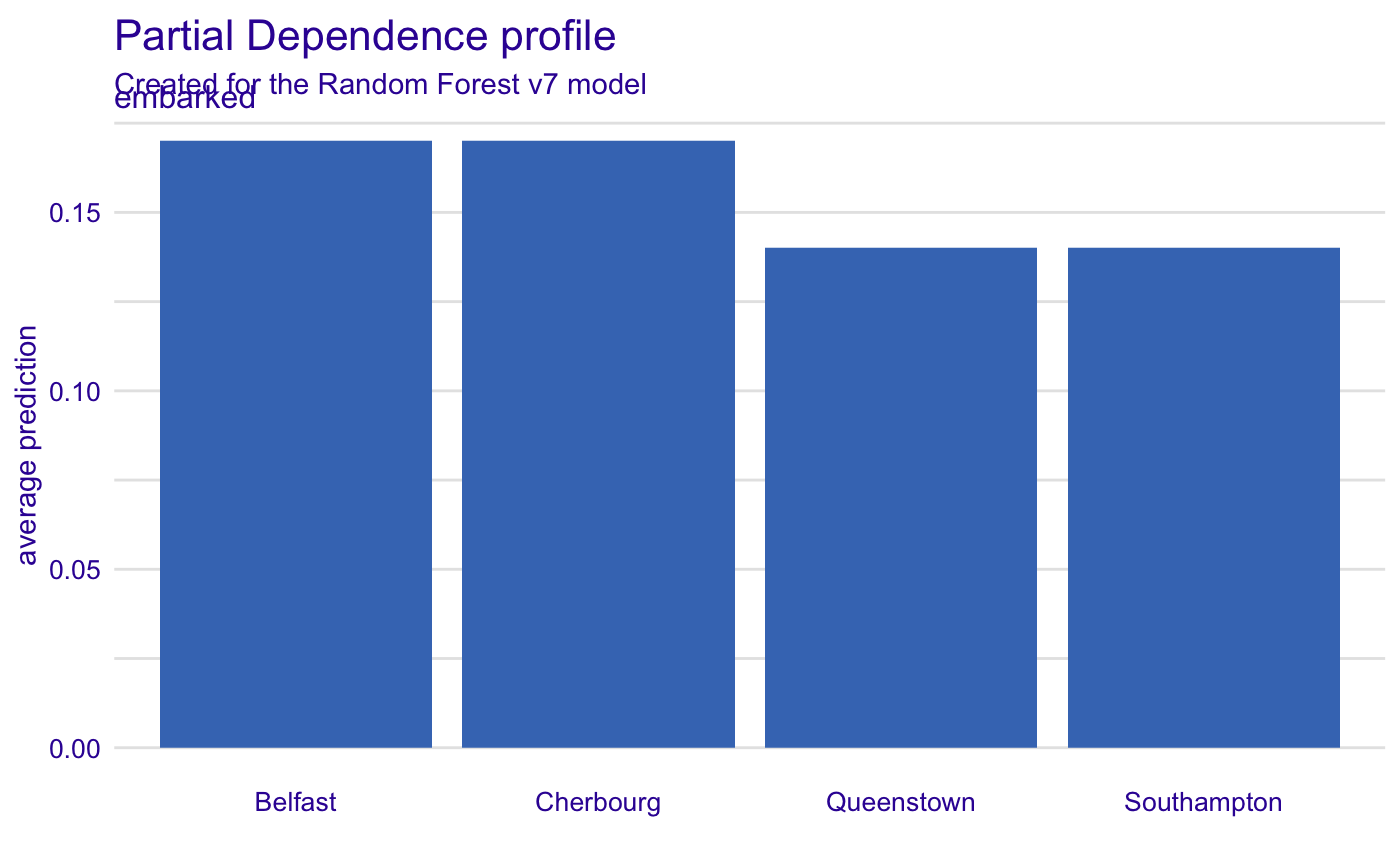 Partial Dependence profile
Created for the Random Forest v7 model
embarked
average prediction
0.15
0.10
0.05
0.00
Belfast Cherbourg Queenstown Southampton